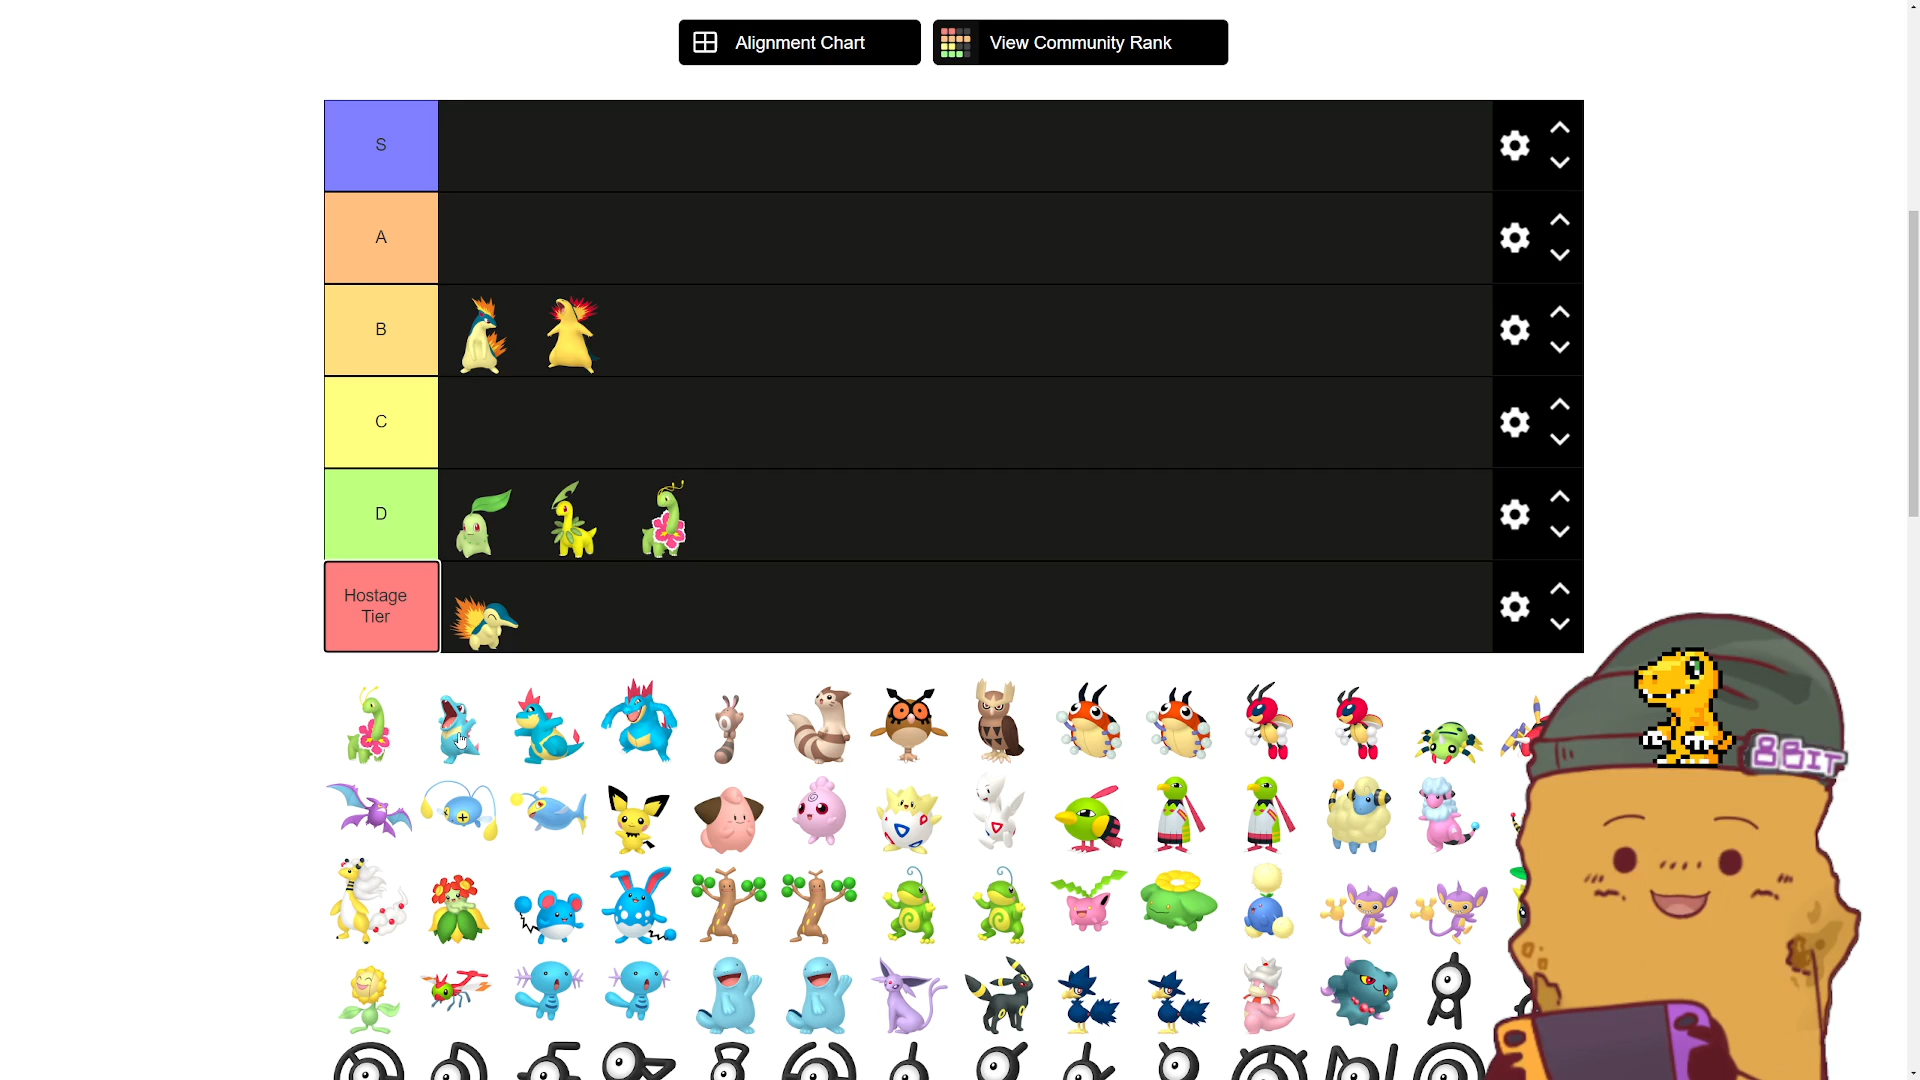 Alignment Chart
View Community Rank
S
A
B
C
D
Hostage
Tier
8BIT